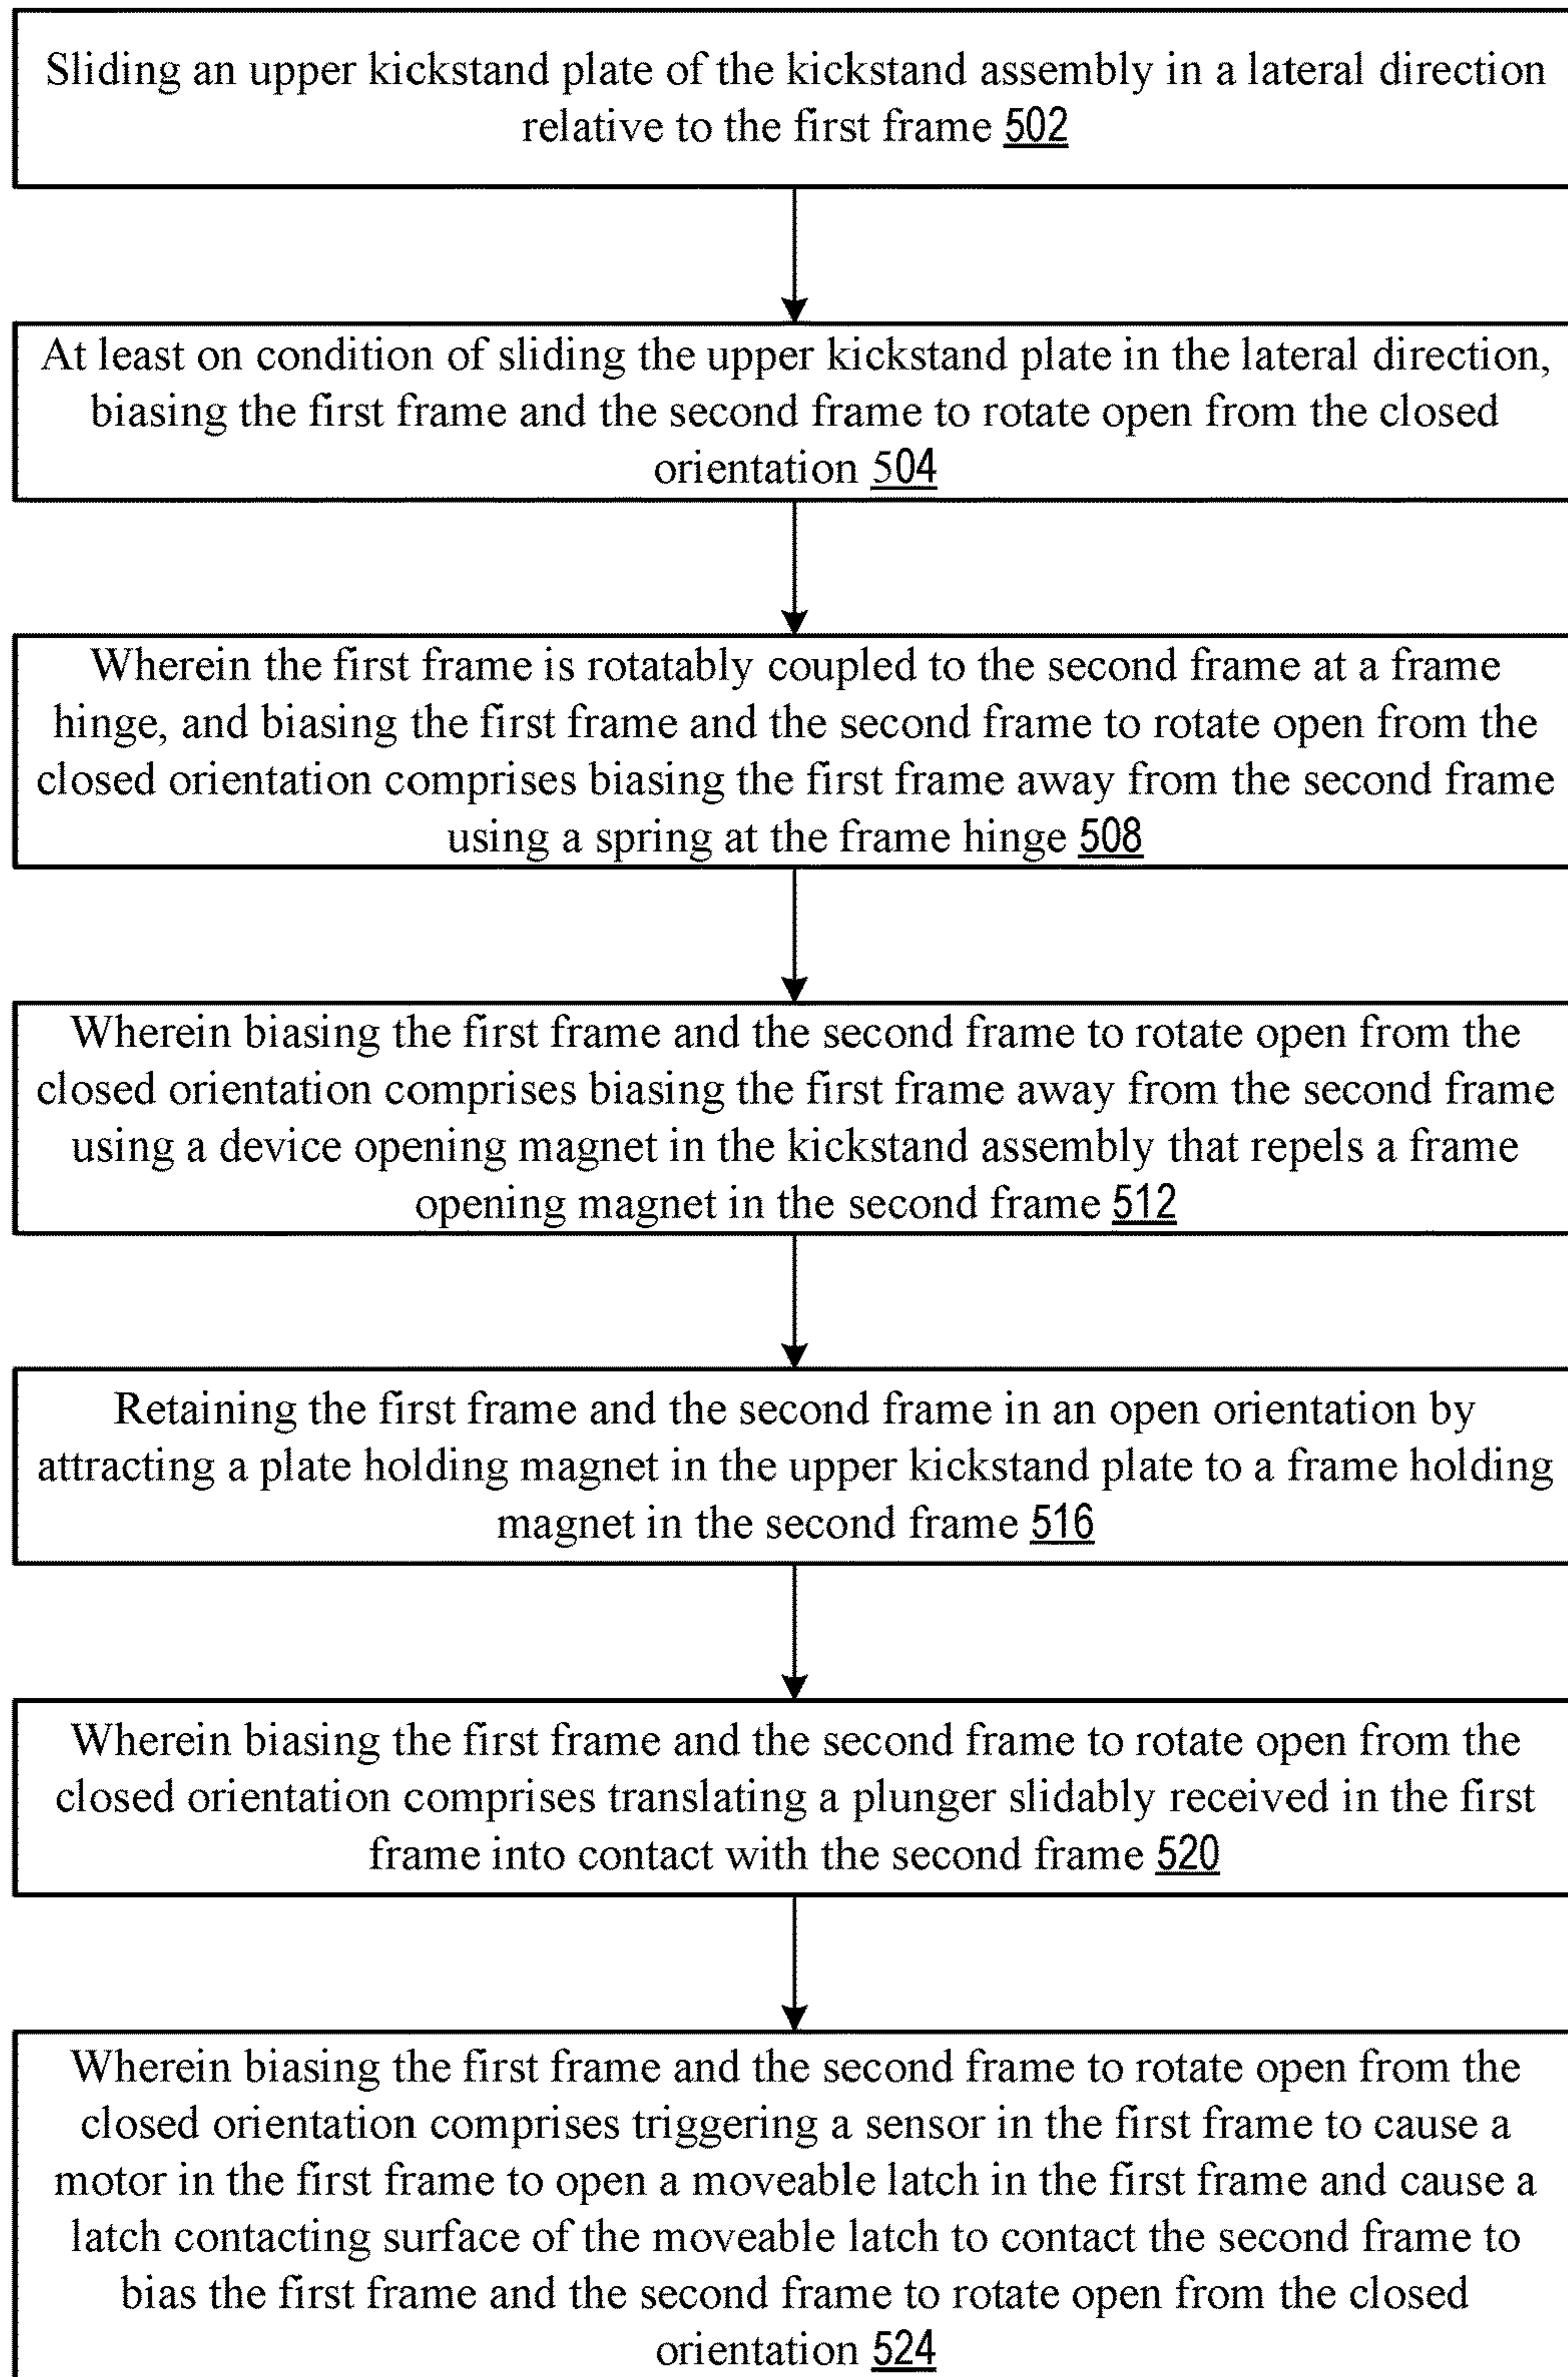 Sliding an upper kickstand plate of the kickstand assembly in a lateral direction
relative to the first frame 502
At least on condition of sliding the upper kickstand plate in the lateral direction,
biasing the first frame and the second frame to rotate open from the closed
orientation 504
Wherein the first frame is rotatably coupled to the second frame at a frame
hinge, and biasing the first frame and the second frame to rotate open from the
closed orientation comprises biasing the first frame away from the second frame
using a spring at the frame hinge 508
Wherein biasing the first frame and the second frame to rotate open from the
closed orientation comprises biasing the first frame away from the second frame
using a device opening magnet in the kickstand assembly that repels a frame
opening magnet in the second frame 512
Retaining the first frame and the second frame in an open orientation by
attracting a plate holding magnet in the upper kickstand plate to a frame holding
magnet in the second frame 516
Wherein biasing the first frame and the second frame to rotate open from the
closed orientation comprises translating a plunger slidably received in the first
frame into contact with the second frame 520
Wherein biasing the first frame and the second frame to rotate open from the
closed orientation comprises triggering a sensor in the first frame to cause a
motor in the first frame to open a moveable latch in the first frame and cause a
latch contacting surface of the moveable latch to contact the second frame to
bias the first frame and the second frame to rotate open from the closed
orientation 524